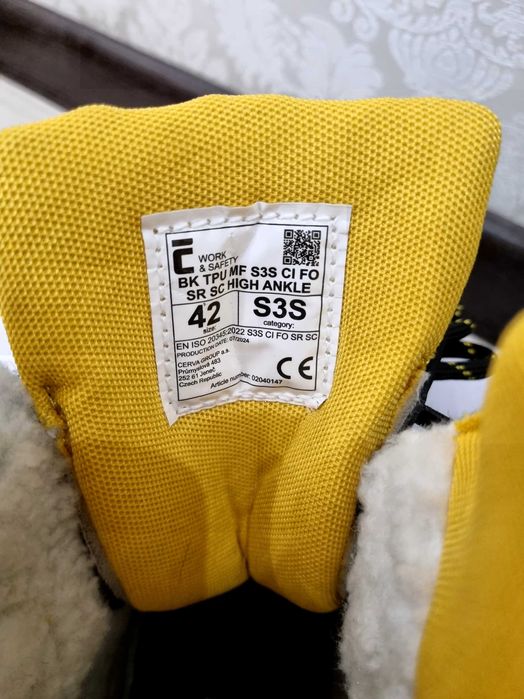 WORK
& SAFETY
BK TPU MF S3S CI FO
SR SC HIGH ANKLE
42
size:
S3S
category:
EN ISO 20345:2022 S3S CI FO SR SC
PRODUCTION DATE: 07/2024
CERVA GROUP a.s.
Průmyslová 483
252 61 Jeneč
Czech Republic
CE
Article number: 02040147